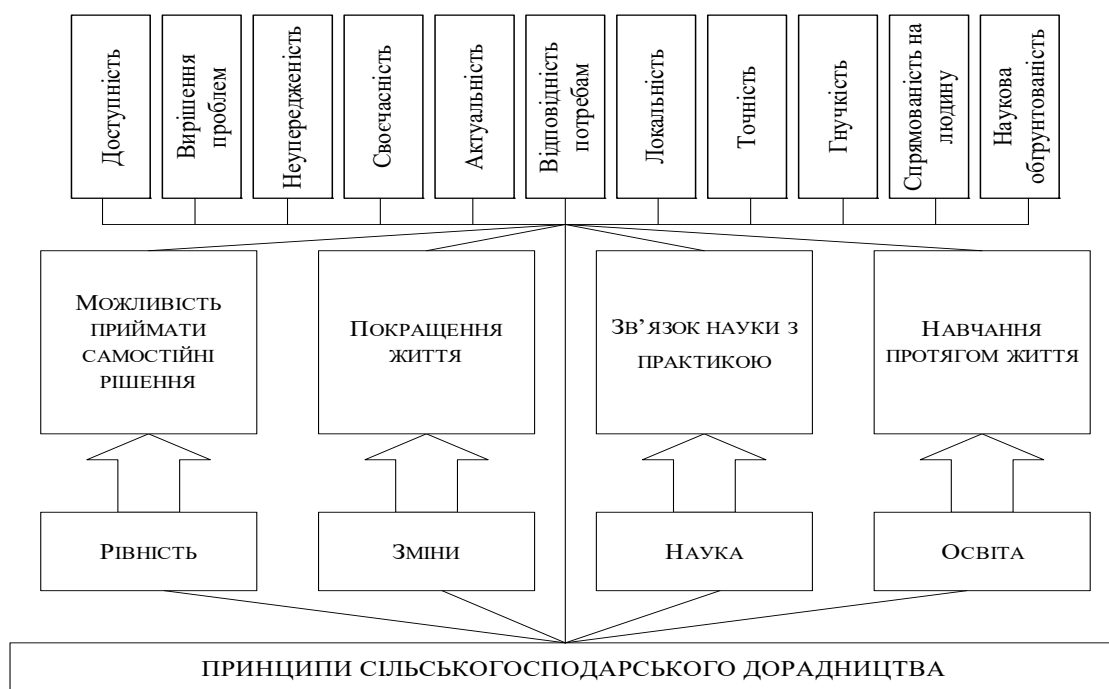 Доступність
Вирішення
проблем
Неупередженість
Своєчасність
Актуальність
Відповідність
потребам
Локальність
Точність
Гнучкість
Спрямованість на
людину
Наукова
обґрунтованість
МОЖЛИВІСТЬ
ПРИЙМАТИ
САМОСТІЙНІ
РІШЕННЯ
ПОКРАЩЕННЯ
ЖИТТЯ
ЗВ’ЯЗОК НАУКИ З
ПРАКТИКОЮ
НАВЧАННЯ
ПРОТЯГОМ ЖИТТЯ
РІВНІСТЬ
ЗМІНИ
НАУКА
ОСВІТА
ПРИНЦИПИ СІЛЬСЬКОГОСПОДАРСЬКОГО ДОРАДНИЦТВА